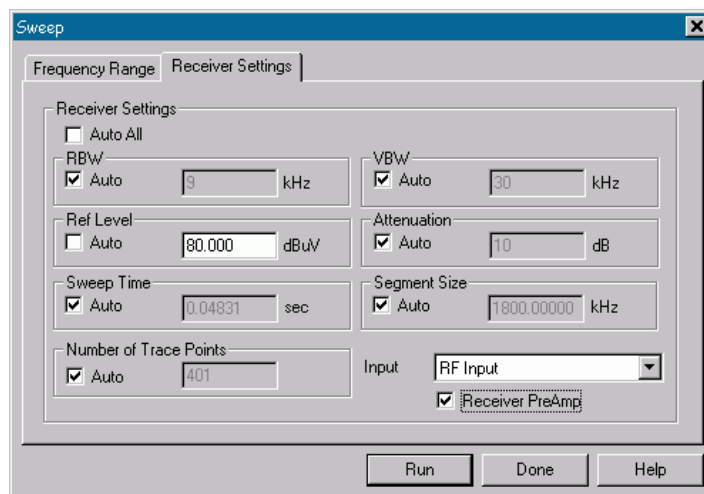 Sweep
Frequency Range Receiver Settings
Receiver Settings
Auto All
RBW
Auto 9 kHz
VBW
Auto 30 kHz
Ref Level
Auto 80.000 dBuV
Attenuation
Auto 10 dB
Sweep Time
Auto 0.04831 sec
Segment Size
Auto 1800.00000 kHz
Number of Trace Points
Auto 401
Input RF Input
Receiver PreAmp
Run Done Help